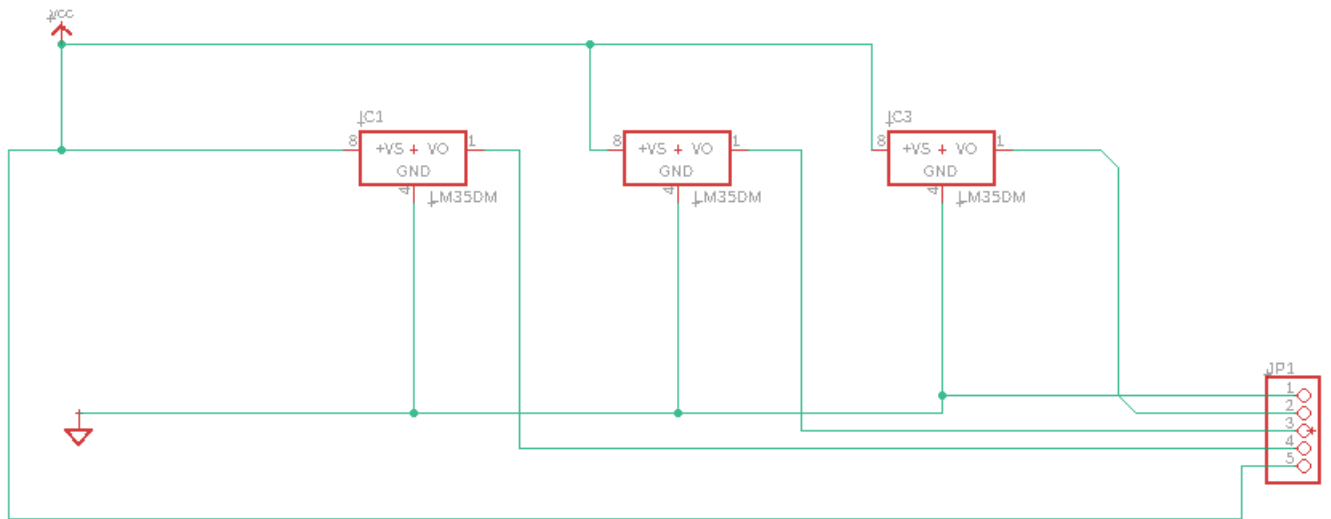 VCC
IC1
8 +VS VO 1
GND
4
LM35DM
8 +VS VO 1
GND
4
LM35DM
IC3
8 +VS VO 1
GND
4
LM35DM
JP1
1
2
3
4
5